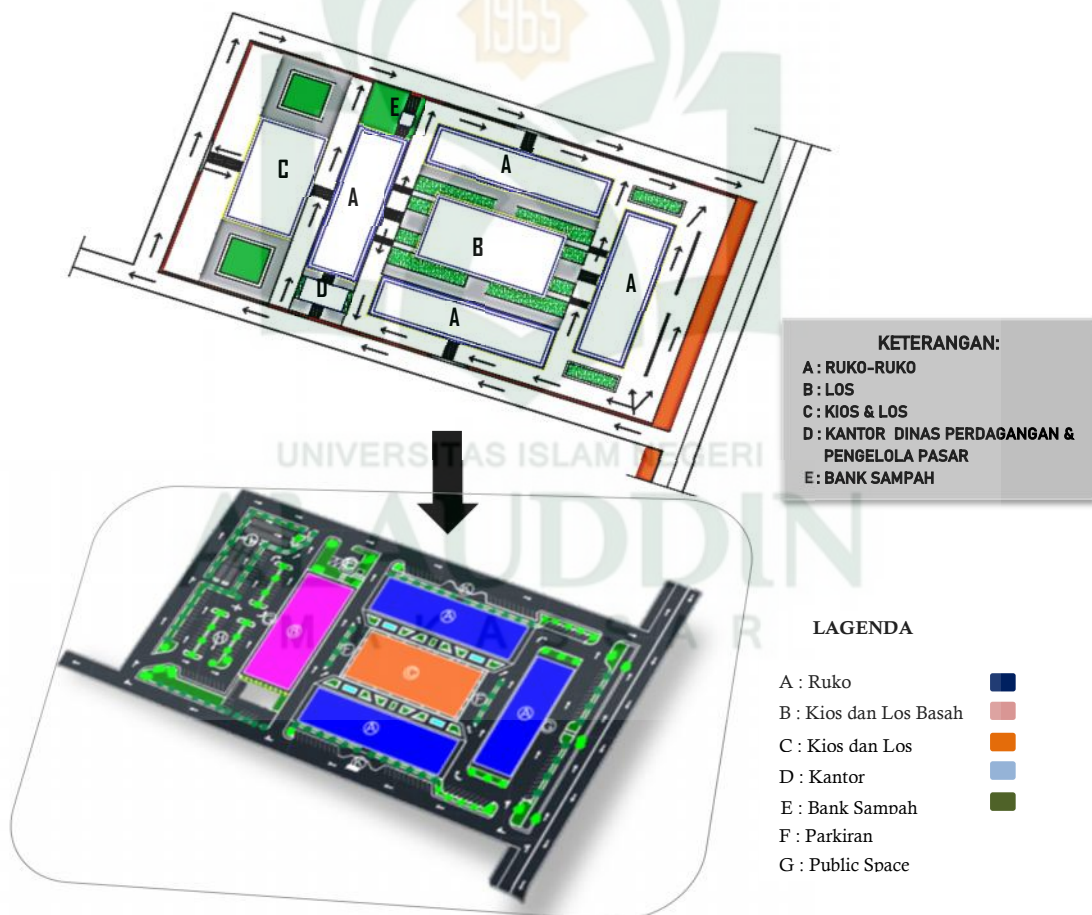 1965
E
C
A
A
B
A
D
A
KETERANGAN:
A : RUKO-RUKO
B : LOS
C : KIOS & LOS
D : KANTOR DINAS PERDAGANGAN &
PENGELOLA PASAR
E : BANK SAMPAH
UNIVERSITAS ISLAM NEGERI
ALAUDDIN
MAKASSAR
A
B
C
A
A
F
G
H
LAGENDA
A : Ruko
B : Kios dan Los Basah
C : Kios dan Los
D : Kantor
E : Bank Sampah
F : Parkiran
G : Public Space